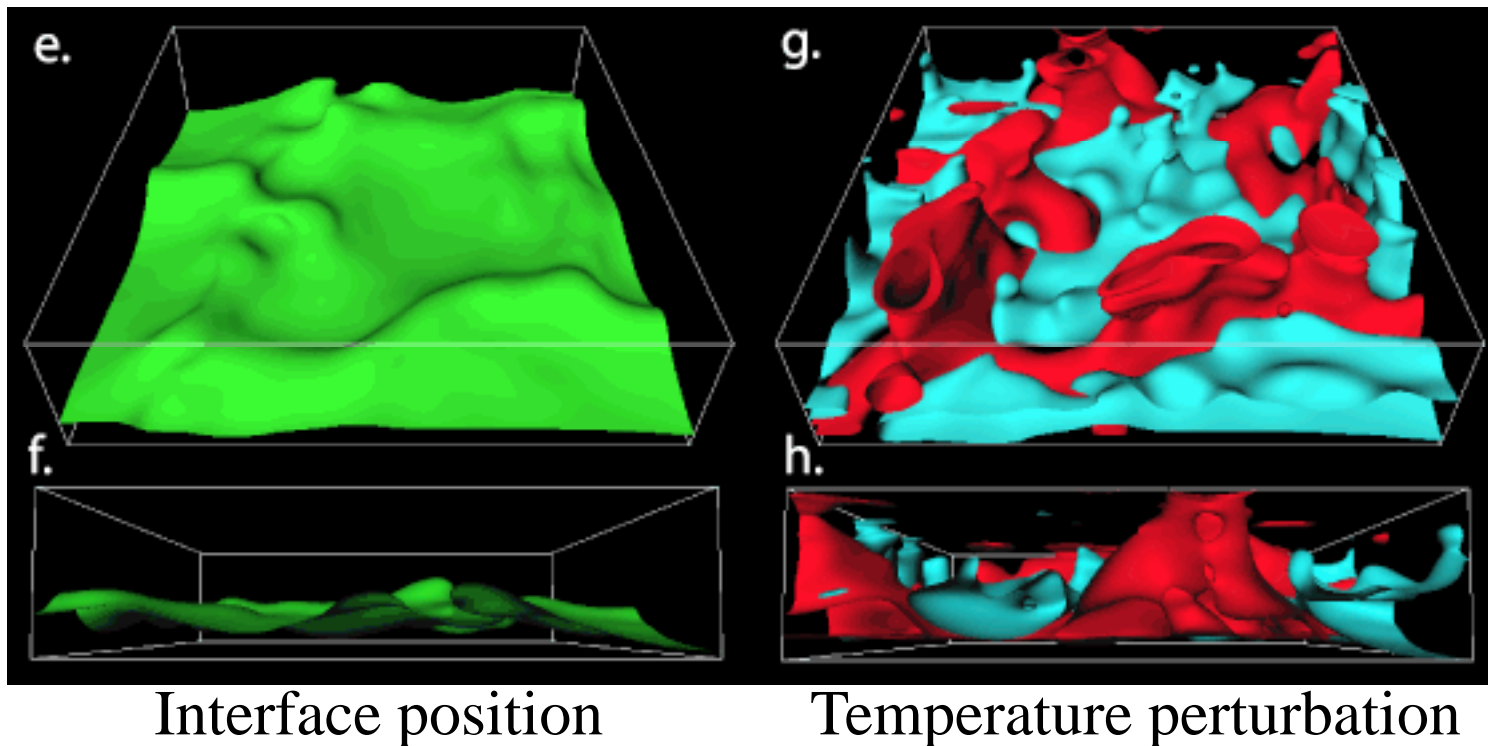 e.
g.
f.
h.
Interface position
Temperature perturbation